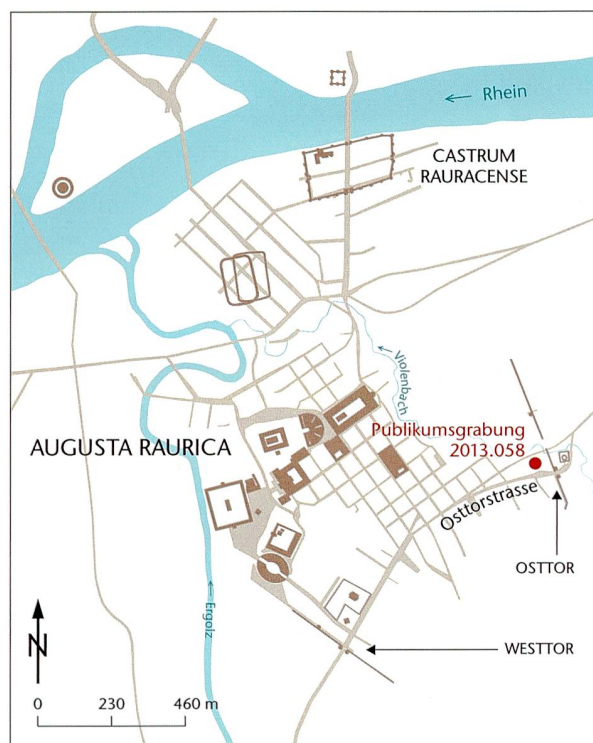 Rhein
CASTRUM
RAURACENSE
Violenbach
AUGUSTA RAURICA
Publikumsgrabung
2013.058
Osttorstrasse
OSTTOR
Ergolz
WESTTOR
N
0 230 460 m